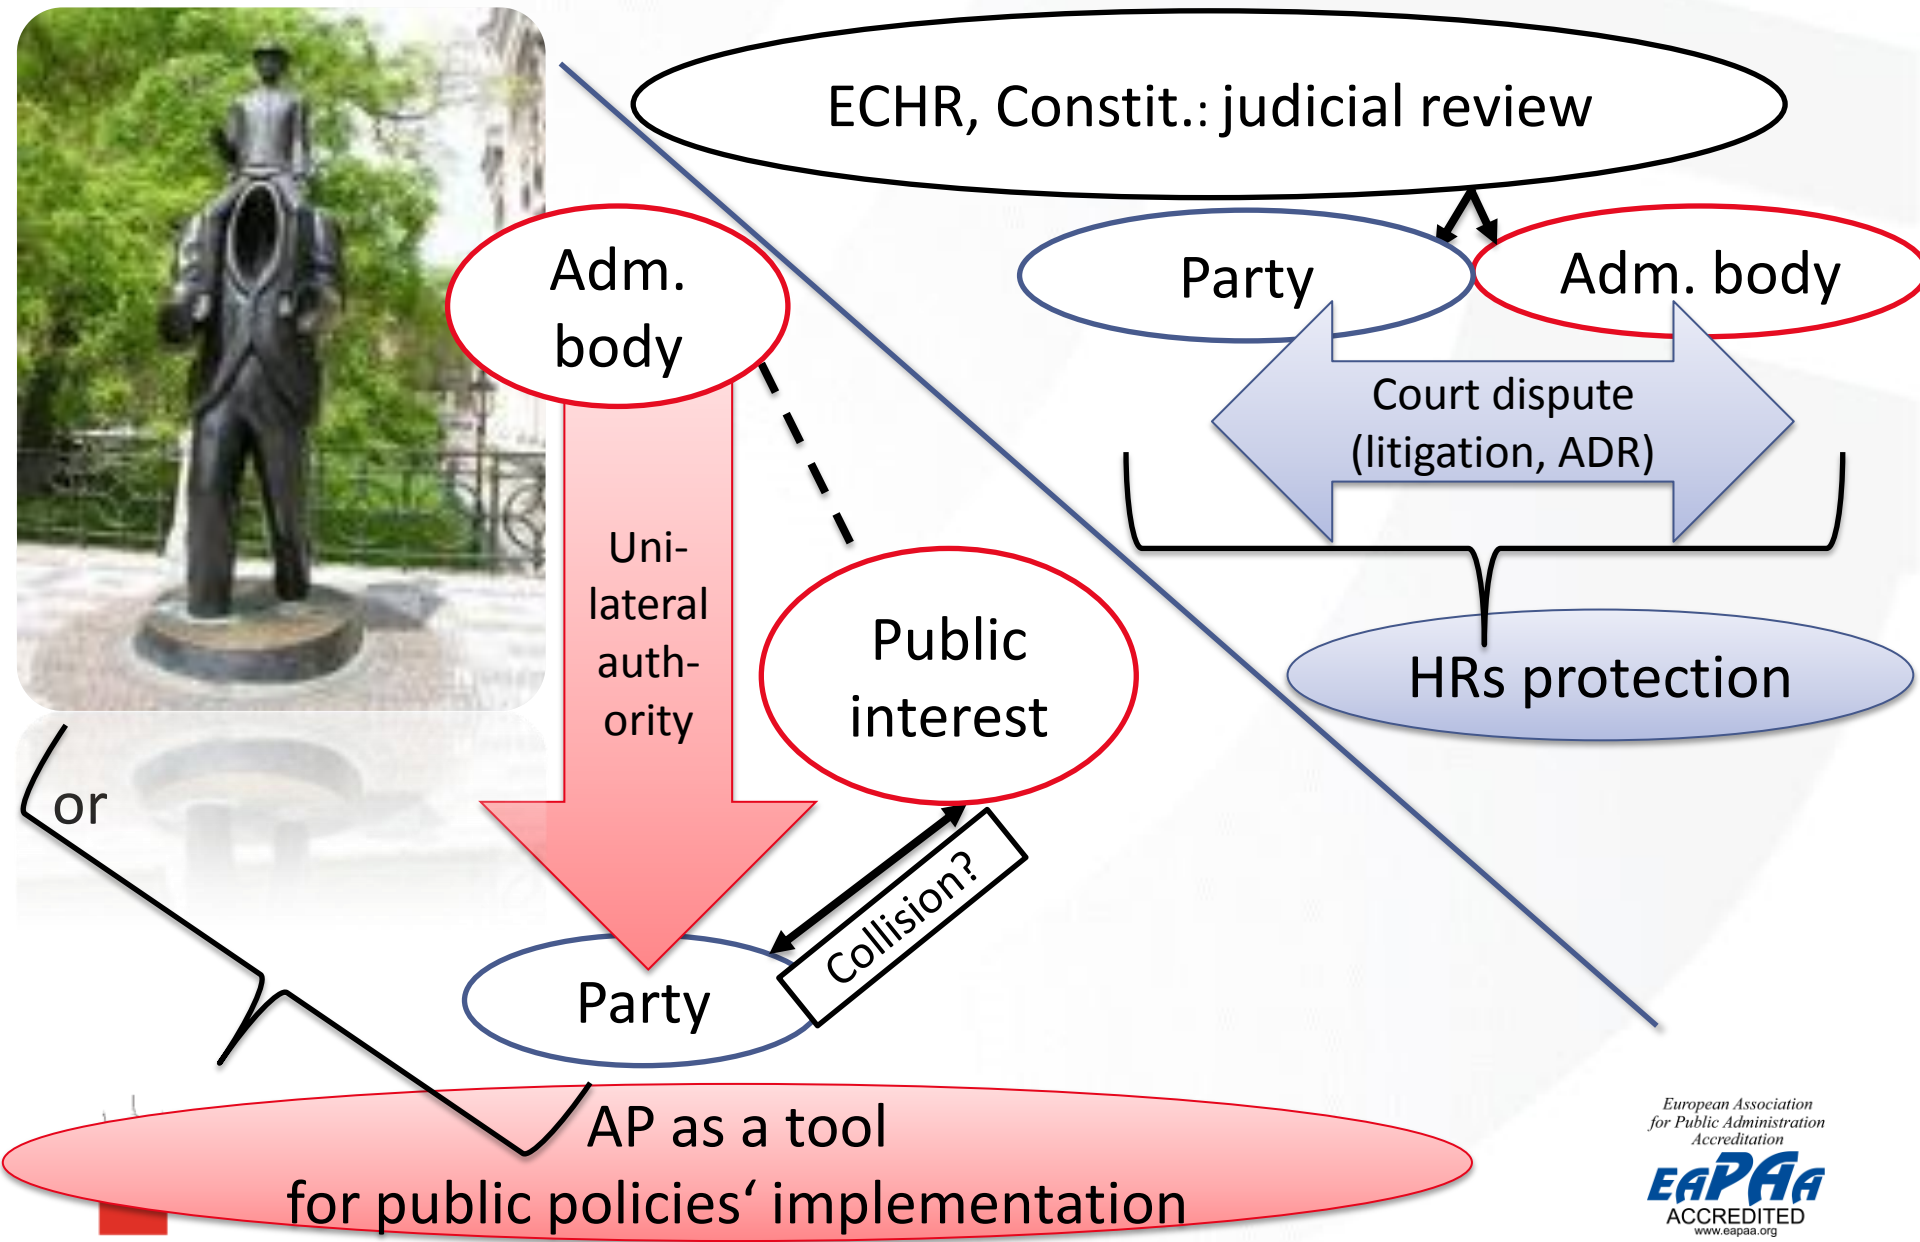 ECHR, Constit.: judicial review
Party
Adm. body
Court dispute
(litigation, ADR)
HRs protection
Adm.
body
Uni-
lateral
auth-
ority
Public
interest
Collision?
Party
or
AP as a tool
for public policies‘ implementation
European Association
for Public Administration
Accreditation
EAPAA
ACCREDITED
www.eapaa.org